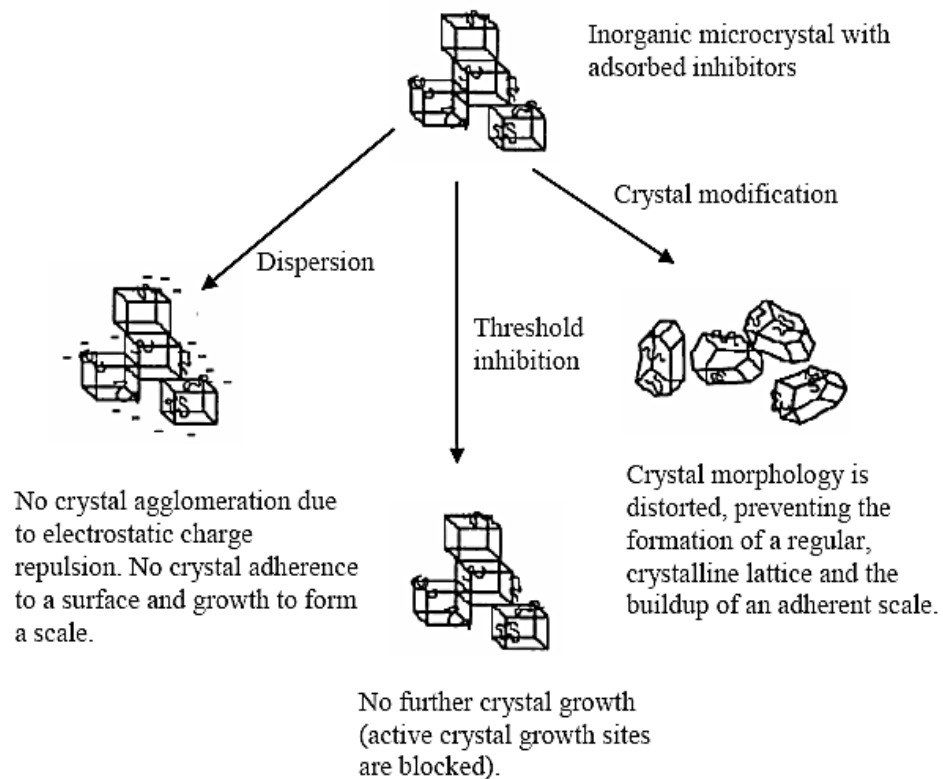 Inorganic microcrystal with
adsorbed inhibitors
Crystal modification
Dispersion
Threshold
inhibition
No crystal agglomeration due
to electrostatic charge
repulsion. No crystal adherence
to a surface and growth to form
a scale.
Crystal morphology is
distorted, preventing the
formation of a regular,
crystalline lattice and the
buildup of an adherent scale.
No further crystal growth
(active crystal growth sites
are blocked).